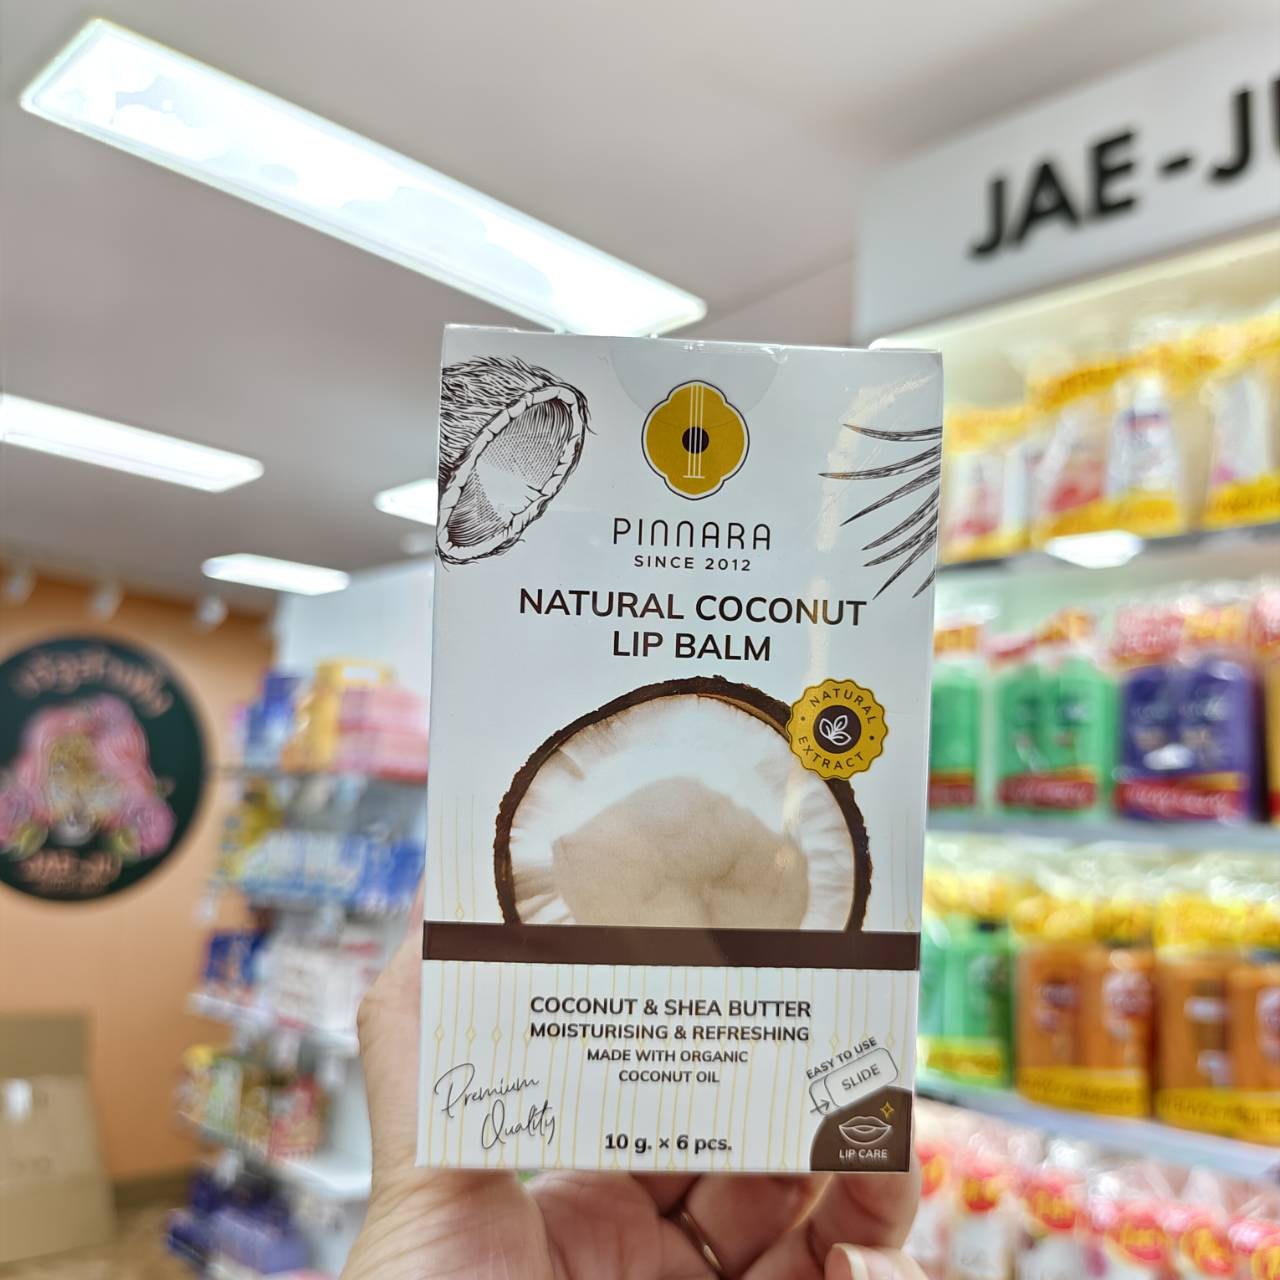 JAE-JU
PINNARA
SINCE 2012
NATURAL COCONUT
LIP BALM
NATURAL
EXTRACT
COCONUT & SHEA BUTTER
MOISTURISING & REFRESHING
MADE WITH ORGANIC
COCONUT OIL
Premium
Quality
10 g. × 6 pcs.
EASY TO USE
SLIDE
LIP CARE